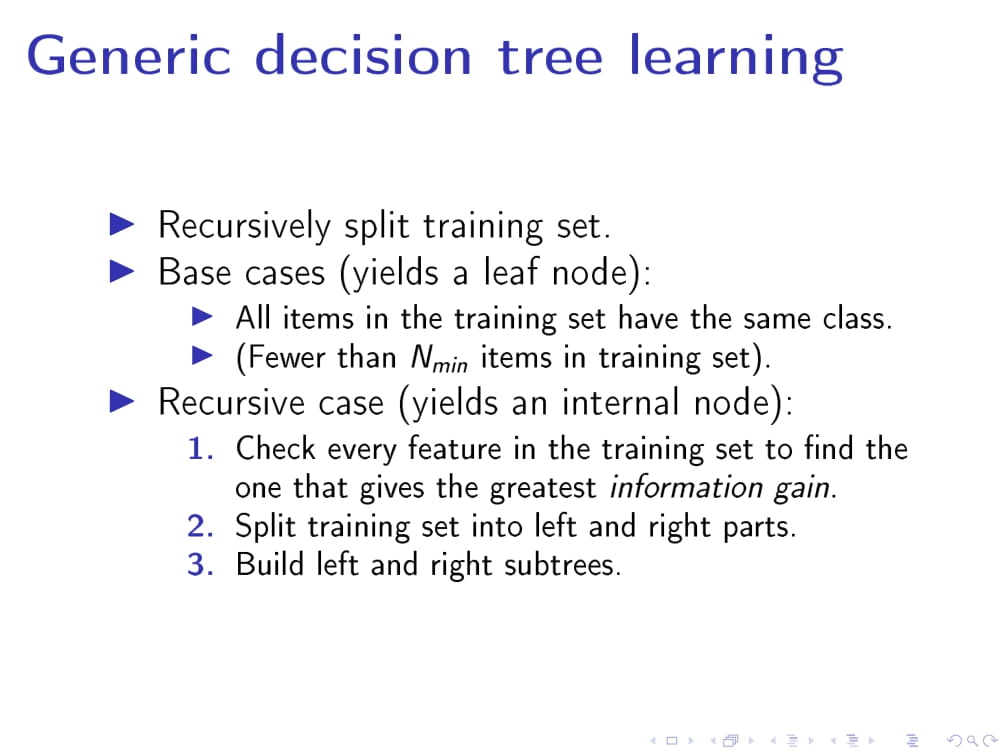 Generic decision tree learning
Recursively split training set.
Base cases (yields a leaf node):
All items in the training set have the same class.
(Fewer than Nmin items in training set).
Recursive case (yields an internal node):
1. Check every feature in the training set to find the
one that gives the greatest information gain.
2. Split training set into left and right parts.
3. Build left and right subtrees.